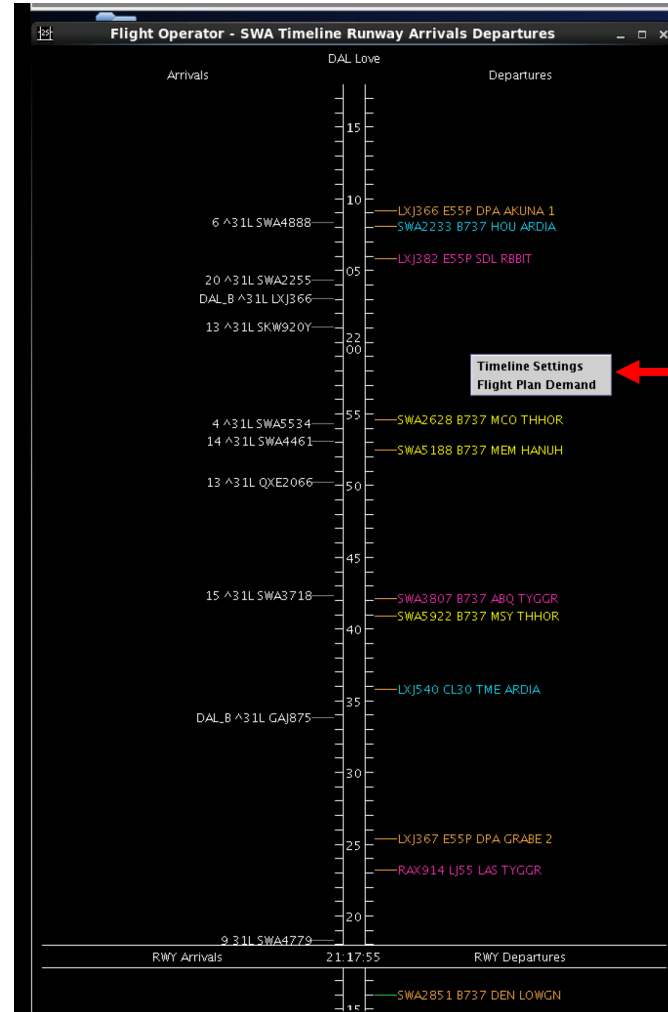 Flight Operator - SWA Timeline Runway Arrivals Departures
DAL Love
Arrivals Departures
15
10
LXJ366 E55P DPA AKUNA 1
6 ^31L SWA4888
SWA2233 B737 HOU ARDIA
LXJ382 E55P SDL RBBIT
05
20 ^31L SWA2255
DAL_B ^31L LXJ366
13 ^31L SKW920Y
22
00
Timeline Settings
Flight Plan Demand
55
SWA2628 B737 MCO THHOR
4 ^31L SWA5534
14 ^31L SWA4461
SWA5188 B737 MEM HANUH
13 ^31L QXE2066
50
45
15 ^31L SWA3718
SWA3807 B737 ABQ TYGGR
SWA5922 B737 MSY THHOR
40
LXJ540 CL30 TME ARDIA
35
DAL_B ^31L GAJ875
30
LXJ367 E55P DPA GRABE 2
25
RAX914 LJ55 LAS TYGGR
20
9 31L SWA4779
RWY Arrivals 21:17:55 RWY Departures
SWA2851 B737 DEN LOWGN
15